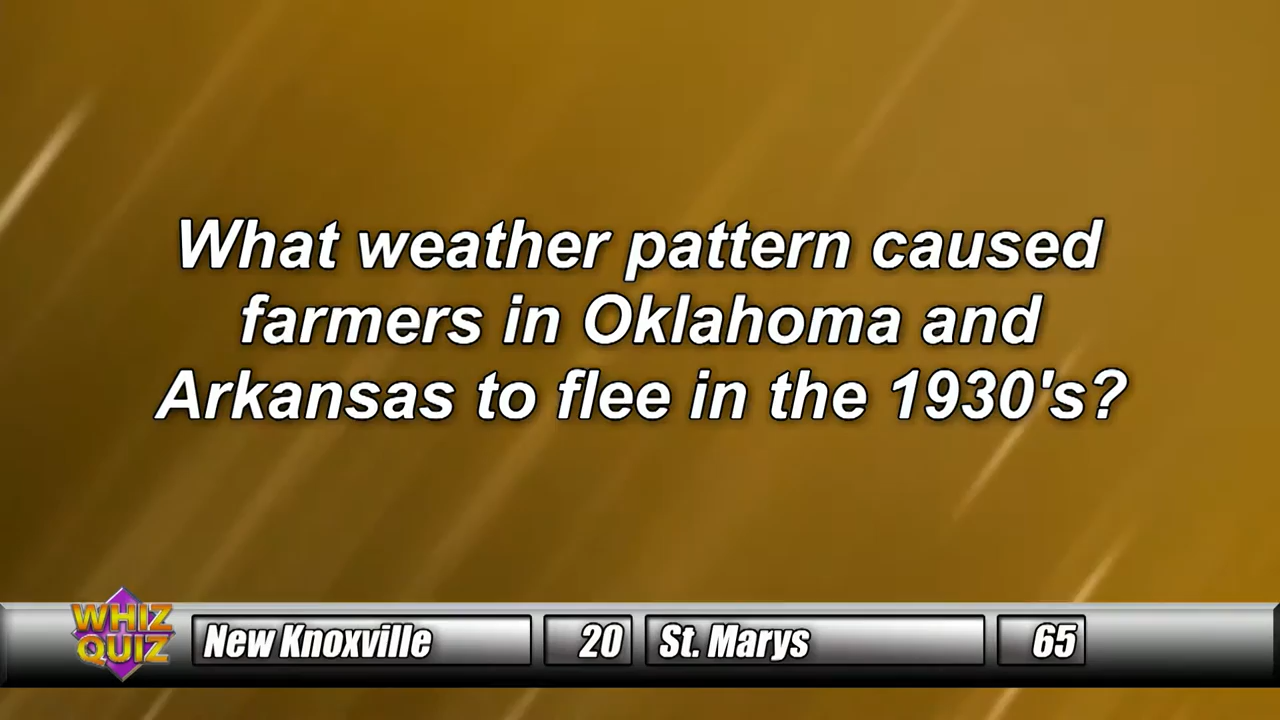 What weather pattern caused
farmers in Oklahoma and
Arkansas to flee in the 1930's?
WHIZ
QUIZ
New Knoxville 20 St. Marys 65